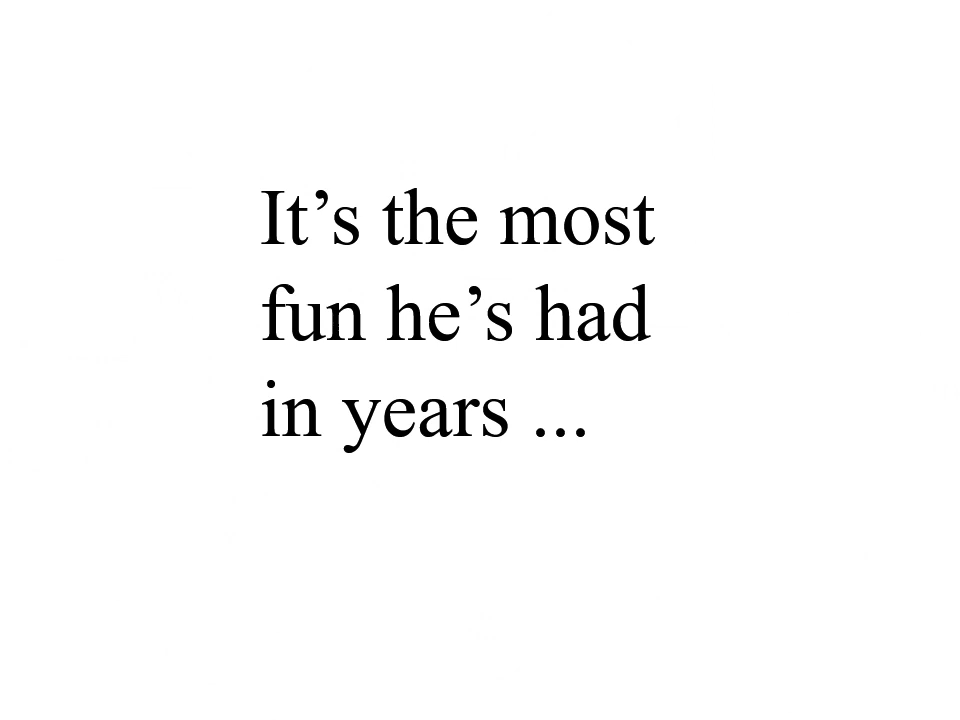 It’s the most
fun he’s had
in years ...